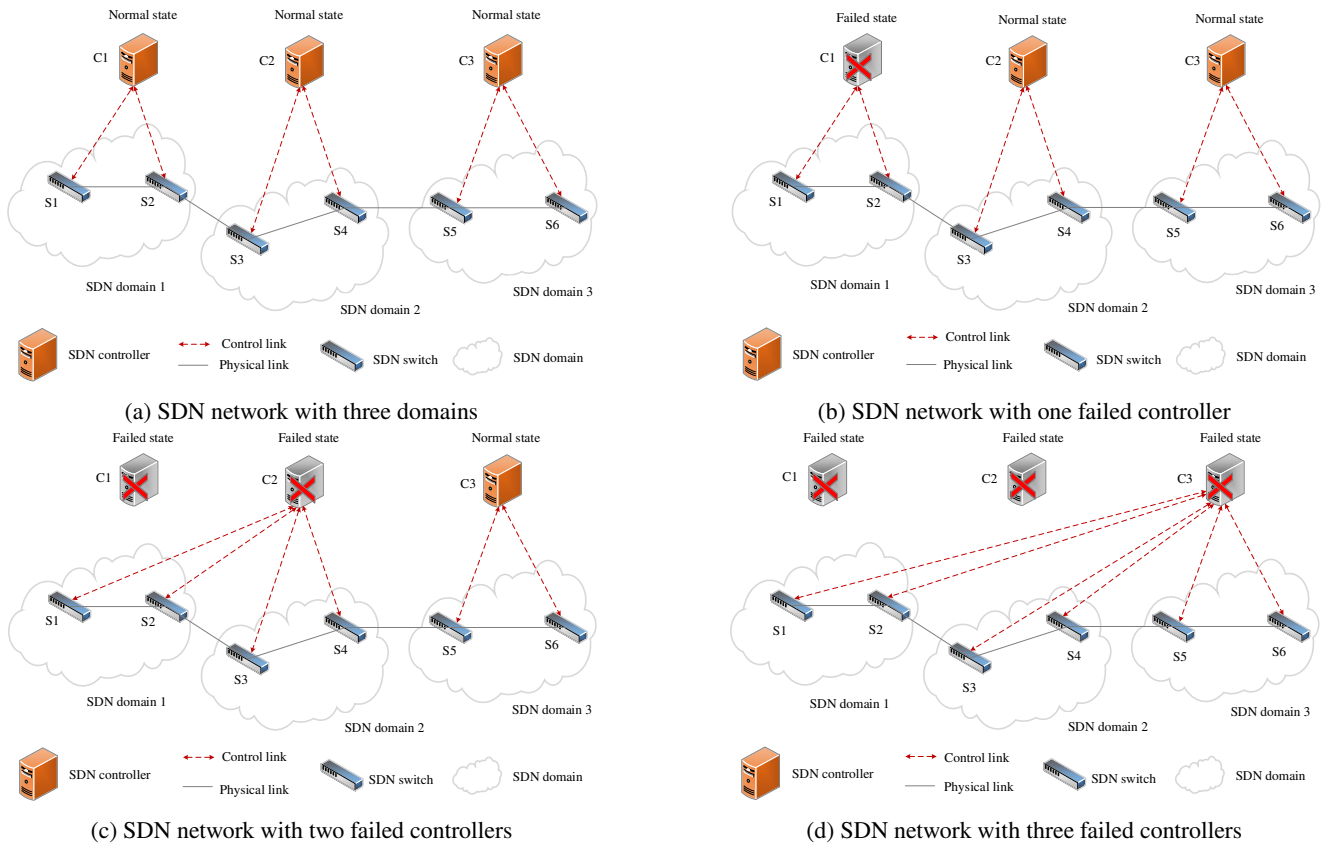 Normal state
Normal state
Normal state
C1
C2
C3
S1
S2
S3
S4
S5
S6
SDN domain 1
SDN domain 2
SDN domain 3
SDN controller
Control link
Physical link
SDN switch
SDN domain
(a) SDN network with three domains
Failed state
Normal state
Normal state
C1
C2
C3
S1
S2
S3
S4
S5
S6
SDN domain 1
SDN domain 2
SDN domain 3
SDN controller
Control link
Physical link
SDN switch
SDN domain
(b) SDN network with one failed controller
Failed state
Failed state
Normal state
C1
C2
C3
S1
S2
S3
S4
S5
S6
SDN domain 1
SDN domain 2
SDN domain 3
SDN controller
Control link
Physical link
SDN switch
SDN domain
(c) SDN network with two failed controllers
Failed state
Failed state
Failed state
C1
C2
C3
S1
S2
S3
S4
S5
S6
SDN domain 1
SDN domain 2
SDN domain 3
SDN controller
Control link
Physical link
SDN switch
SDN domain
(d) SDN network with three failed controllers